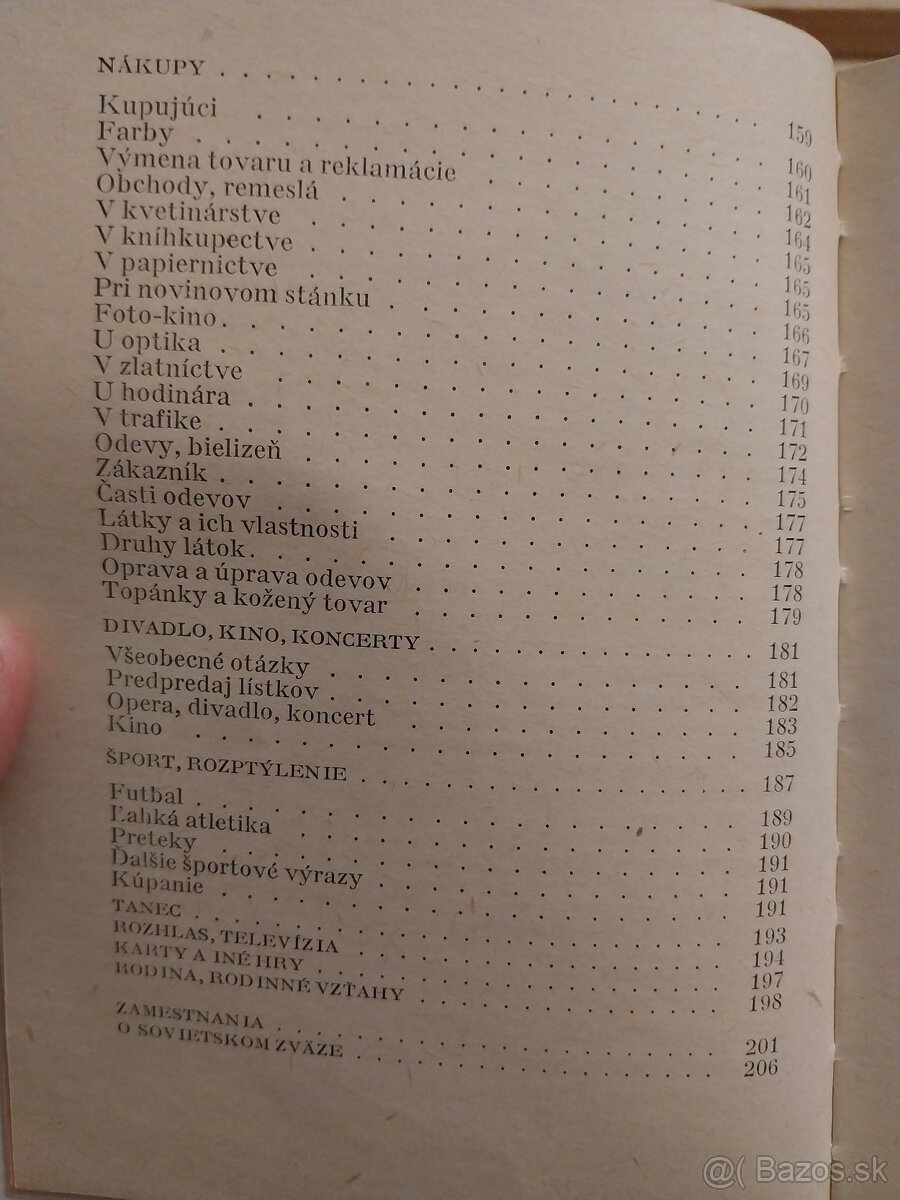 NÁKUPY . . . . . . . . . . . . . . . . . . . 159
Kupujúci . . . . . . . . . . . . . . . . . . 160
Farby . . . . . . . . . . . . . . . . . . . 161
Výmena tovaru a reklamácie . . . . . . . . . . 162
Obchody, remeslá . . . . . . . . . . . . . . 164
V kvetinárstve . . . . . . . . . . . . . . . 165
V kníhkupectve . . . . . . . . . . . . . . . 165
V papiernictve . . . . . . . . . . . . . . . 165
Pri novinovom stánku . . . . . . . . . . . . . 166
Foto-kino . . . . . . . . . . . . . . . . . . 167
U optika . . . . . . . . . . . . . . . . . . 169
V zlatníctve . . . . . . . . . . . . . . . . 170
U hodinára . . . . . . . . . . . . . . . . . 171
V trafike . . . . . . . . . . . . . . . . . . 172
Odevy, bielizeň . . . . . . . . . . . . . . . 174
Zákazník . . . . . . . . . . . . . . . . . . 175
Časti odevov . . . . . . . . . . . . . . . . 177
Látky a ich vlastnosti . . . . . . . . . . . . 177
Druhy látok . . . . . . . . . . . . . . . . . 178
Oprava a úprava odevov . . . . . . . . . . . . 178
Topánky a kožený tovar . . . . . . . . . . . . 179
DIVADLO, KINO, KONCERTY . . . . . . . . . . . 181
Všeobecné otázky . . . . . . . . . . . . . . 181
Predpredaj lístkov . . . . . . . . . . . . . . 182
Opera, divadlo, koncert . . . . . . . . . . . 183
Kino . . . . . . . . . . . . . . . . . . . . 185
ŠPORT, ROZPTÝLENIE . . . . . . . . . . . . . . 187
Futbal . . . . . . . . . . . . . . . . . . . 189
Ľahká atletika . . . . . . . . . . . . . . . 190
Preteky . . . . . . . . . . . . . . . . . . . 191
Ďalšie športové výrazy . . . . . . . . . . . . 191
Kúpanie . . . . . . . . . . . . . . . . . . . 191
TANEC . . . . . . . . . . . . . . . . . . . . 193
ROZHLAS, TELEVÍZIA . . . . . . . . . . . . . . 194
KARTY A INÉ HRY . . . . . . . . . . . . . . . 197
RODINA, RODINNÉ VZŤAHY . . . . . . . . . . . . 198
ZAMESTNANIA . . . . . . . . . . . . . . . . . 201
O SOVIETSKOM ZVÄZE . . . . . . . . . . . . . . 206
@( Bazos.sk